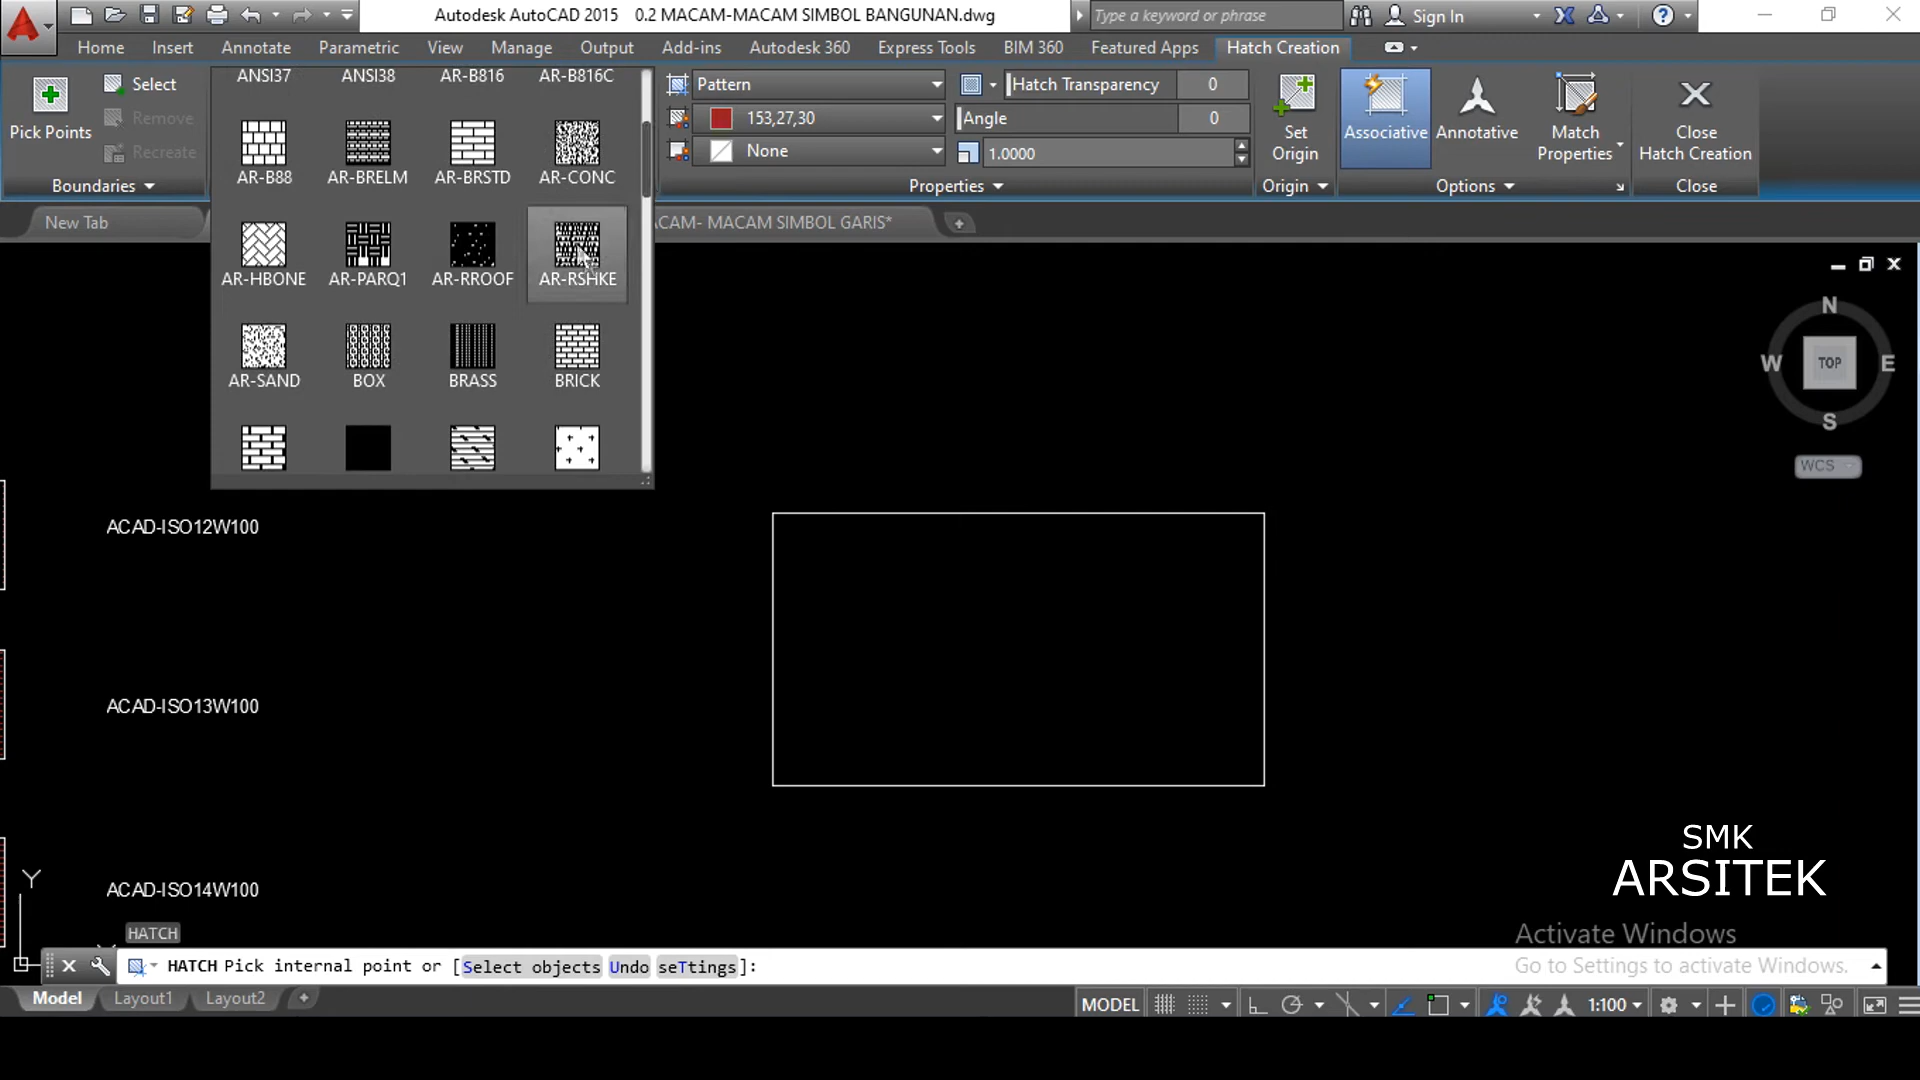 Autodesk AutoCAD 2015 0.2 MACAM-MACAM SIMBOL BANGUNAN.dwg
Type a keyword or phrase
Sign In
Home Insert Annotate Parametric View Manage Output Add-ins Autodesk 360 Express Tools BIM 360 Featured Apps Hatch Creation
Pick Points
Select
Remove
Recreate
Boundaries
ANSI37 ANSI38 AR-B816 AR-B816C
AR-B88 AR-BRELM AR-BRSTD AR-CONC
AR-HBONE AR-PARQ1 AR-RROOF AR-RSHKE
AR-SAND BOX BRASS BRICK
Pattern
153,27,30
None
Hatch Transparency 0
Angle 0
1.0000
Properties
Set
Origin
Origin
Associative
Annotative
Match
Properties
Options
Close
Hatch Creation
Close
New Tab
ACAM- MACAM SIMBOL GARIS*
N
W TOP E
S
WCS
ACAD-ISO12W100
ACAD-ISO13W100
ACAD-ISO14W100
SMK
ARSITEK
Activate Windows
Go to Settings to activate Windows.
Y
HATCH
HATCH Pick internal point or [Select objects Undo seTtings]:
Model Layout1 Layout2
MODEL
1:100